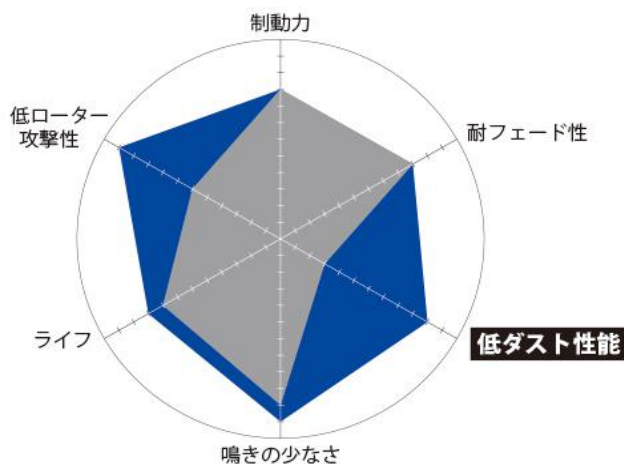 制動力
耐フェード性
低ダスト性能
鳴きの少なさ
ライフ
低ローター
攻撃性